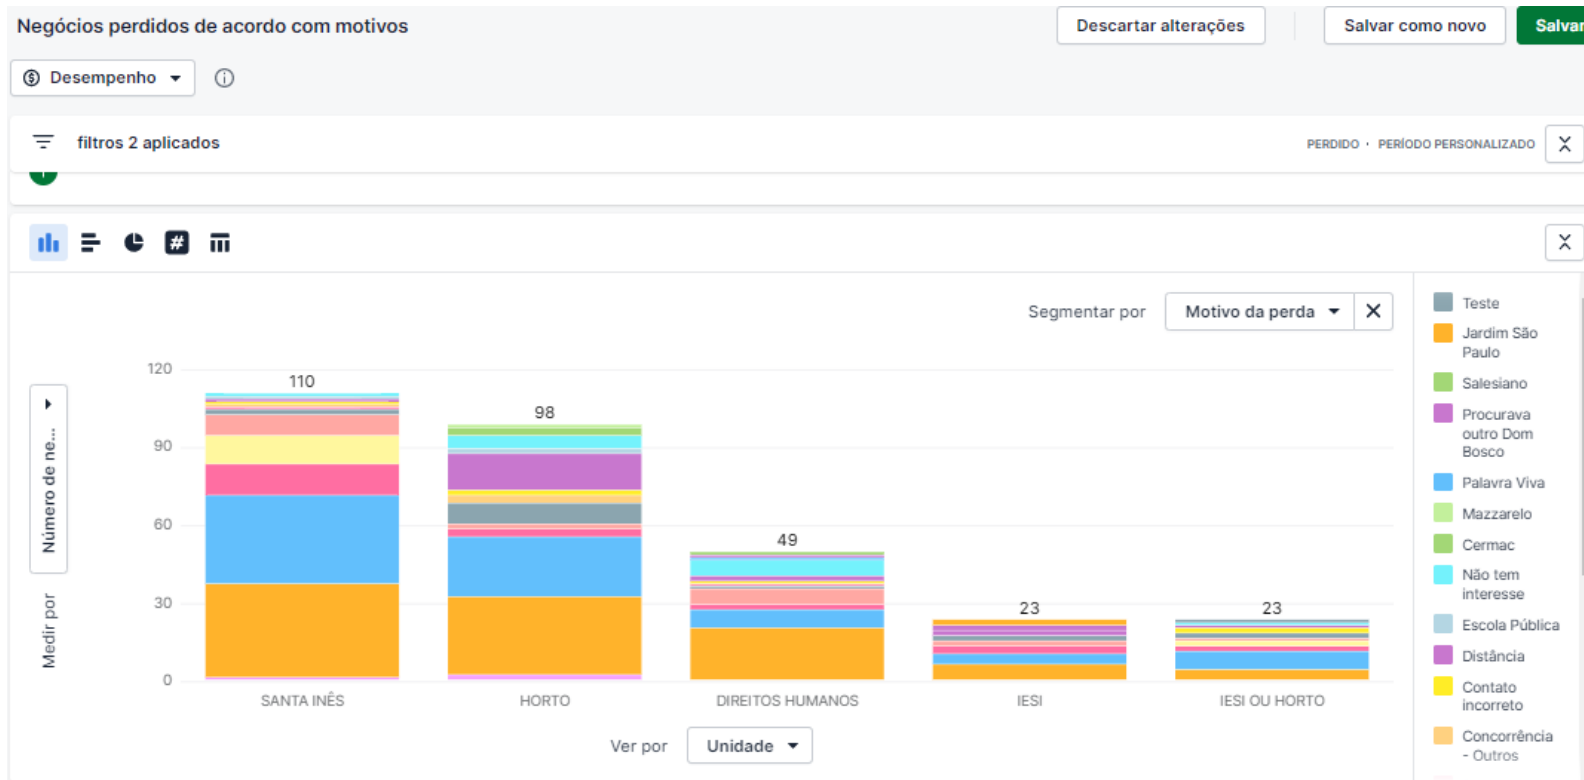 Negócios perdidos de acordo com motivos
Descartar alterações
Salvar como novo
Salvar
Desempenho
filtros 2 aplicados
PERDIDO · PERÍODO PERSONALIZADO
#
Segmentar por
Motivo da perda
Número de ne...
Medir por
120
90
60
30
0
110
98
49
23
23
SANTA INÊS
HORTO
DIREITOS HUMANOS
IESI
IESI OU HORTO
Ver por
Unidade
Teste
Jardim São
Paulo
Salesiano
Procurava
outro Dom
Bosco
Palavra Viva
Mazzarelo
Cermac
Não tem
interesse
Escola Pública
Distância
Contato
incorreto
Concorrência
- Outros